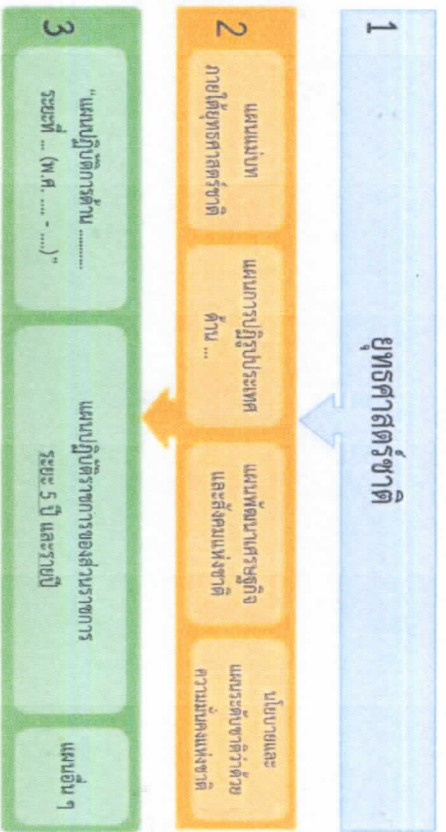 1
ยุทธศาสตร์ชาติ
2
แผนแม่บท
ภายใต้ยุทธศาสตร์ชาติ
แผนการปฏิรูปประเทศ
ด้าน ...
แผนพัฒนาเศรษฐกิจ
และสังคมแห่งชาติ
นโยบายและ
แผนระดับชาติว่าด้วย
ความมั่นคงแห่งชาติ
3
"แผนปฏิบัติการด้าน ...........
ระยะที่ ... (พ.ศ. .... - ....)"
แผนปฏิบัติราชการของส่วนราชการ
ระยะ 5 ปี และรายปี
แผนอื่น ๆ